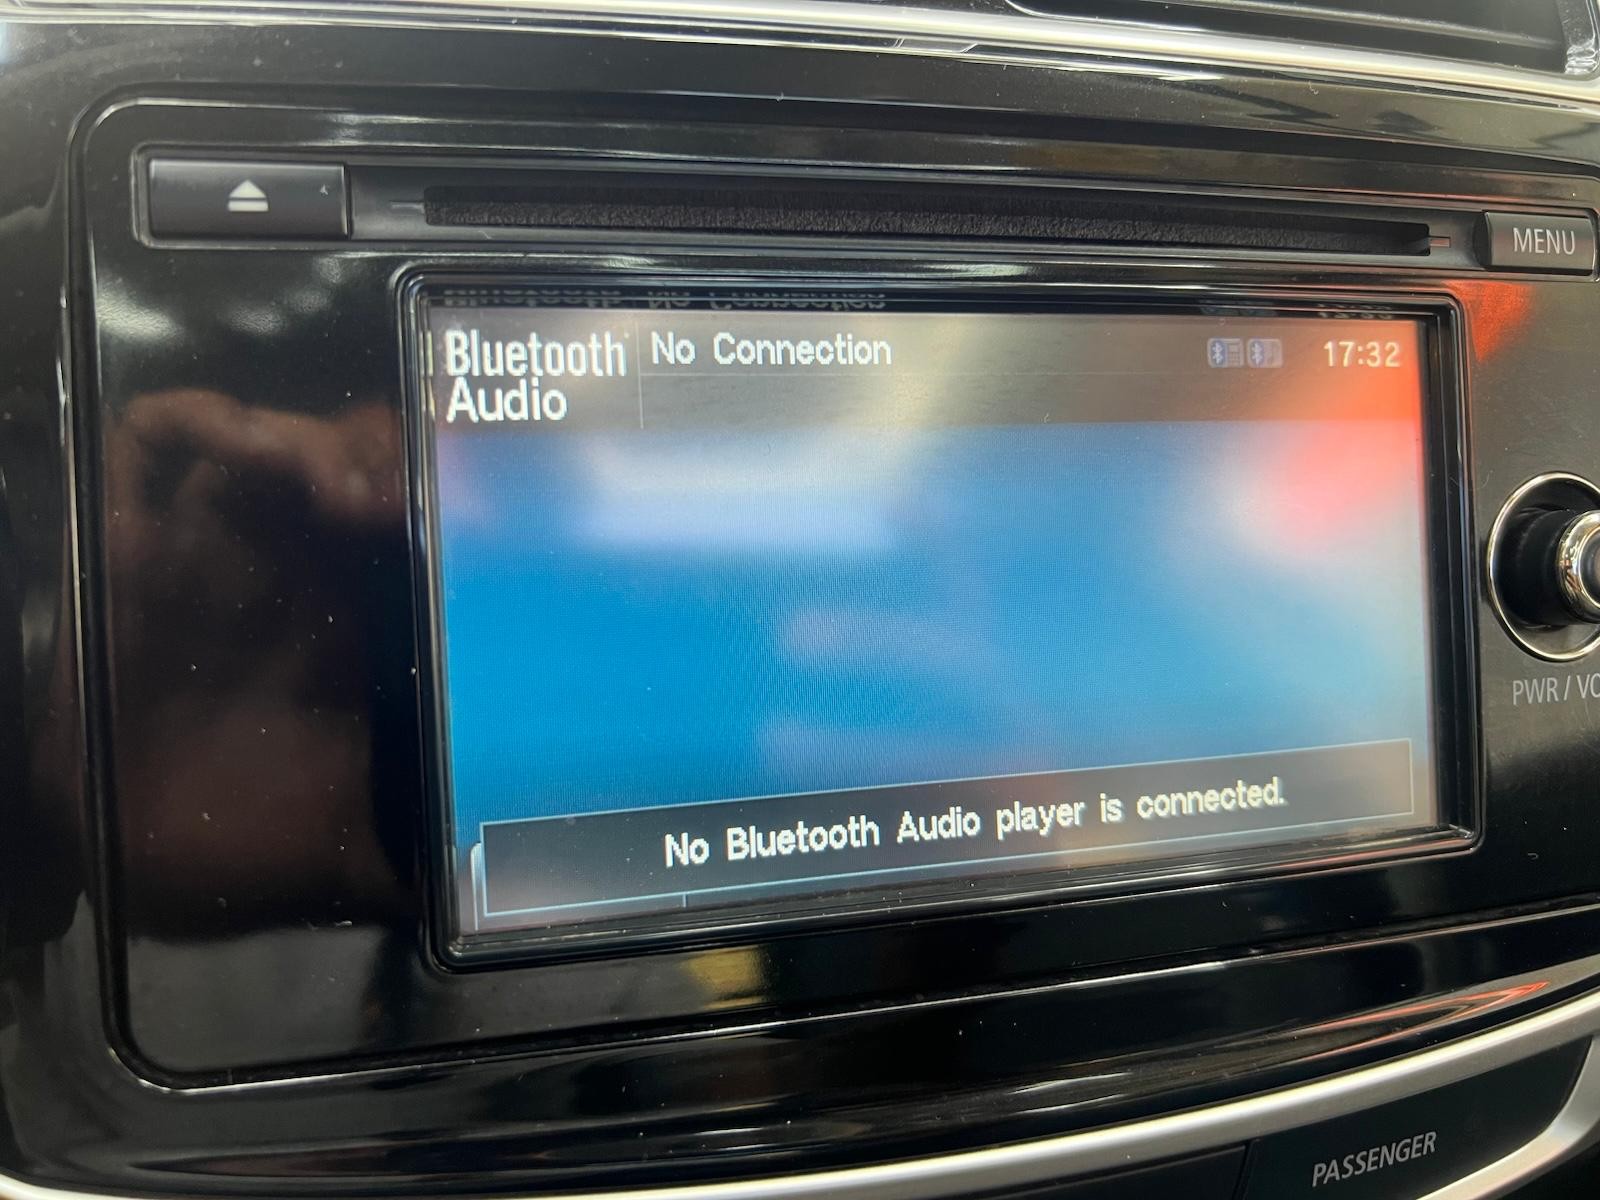 MENU
Bluetooth
Audio
No Connection
17:32
PWR / VO
No Bluetooth Audio player is connected.
PASSENGER